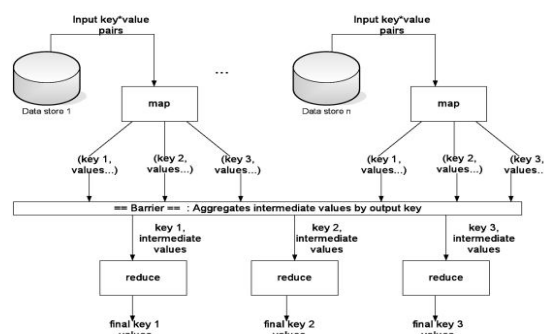 Input key*value
pairs
Input key*value
pairs
...
Data store 1
map
Data store n
map
(key 1,
values...)
(key 2,
values...)
(key 3,
values...)
(key 1,
values...)
(key 2,
values...)
(key 3,
values...
== Barrier == : Aggregates intermediate values by output key
key 1,
intermediate
values
key 2,
intermediate
values
key 3,
intermediate
values
reduce
reduce
reduce
final key 1
values
final key 2
values
final key 3
values